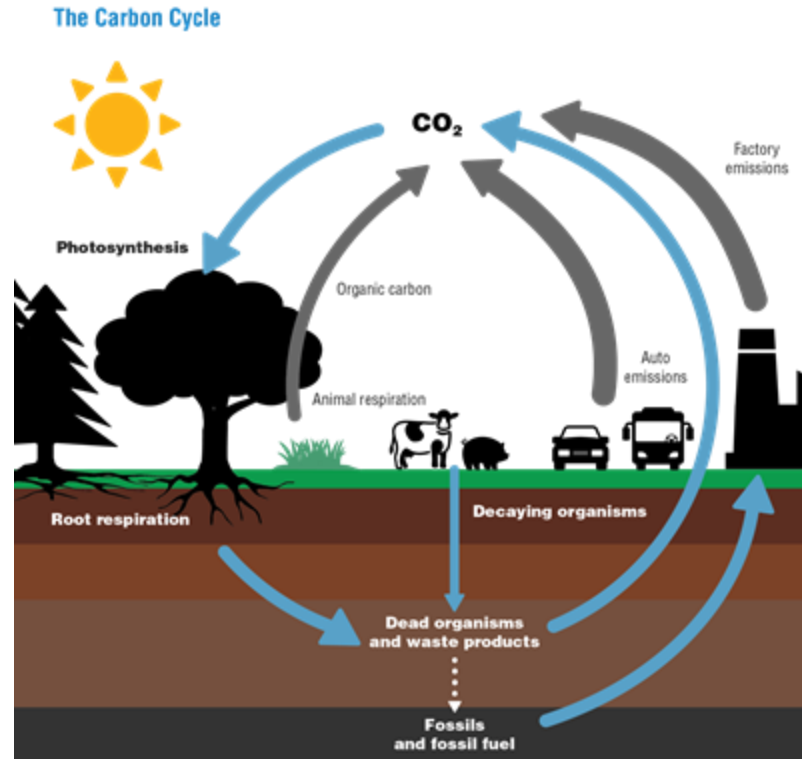 The Carbon Cycle
CO₂
Factory
emissions
Photosynthesis
Organic carbon
Auto
emissions
Animal respiration
Root respiration
Decaying organisms
Dead organisms
and waste products
Fossils
and fossil fuel